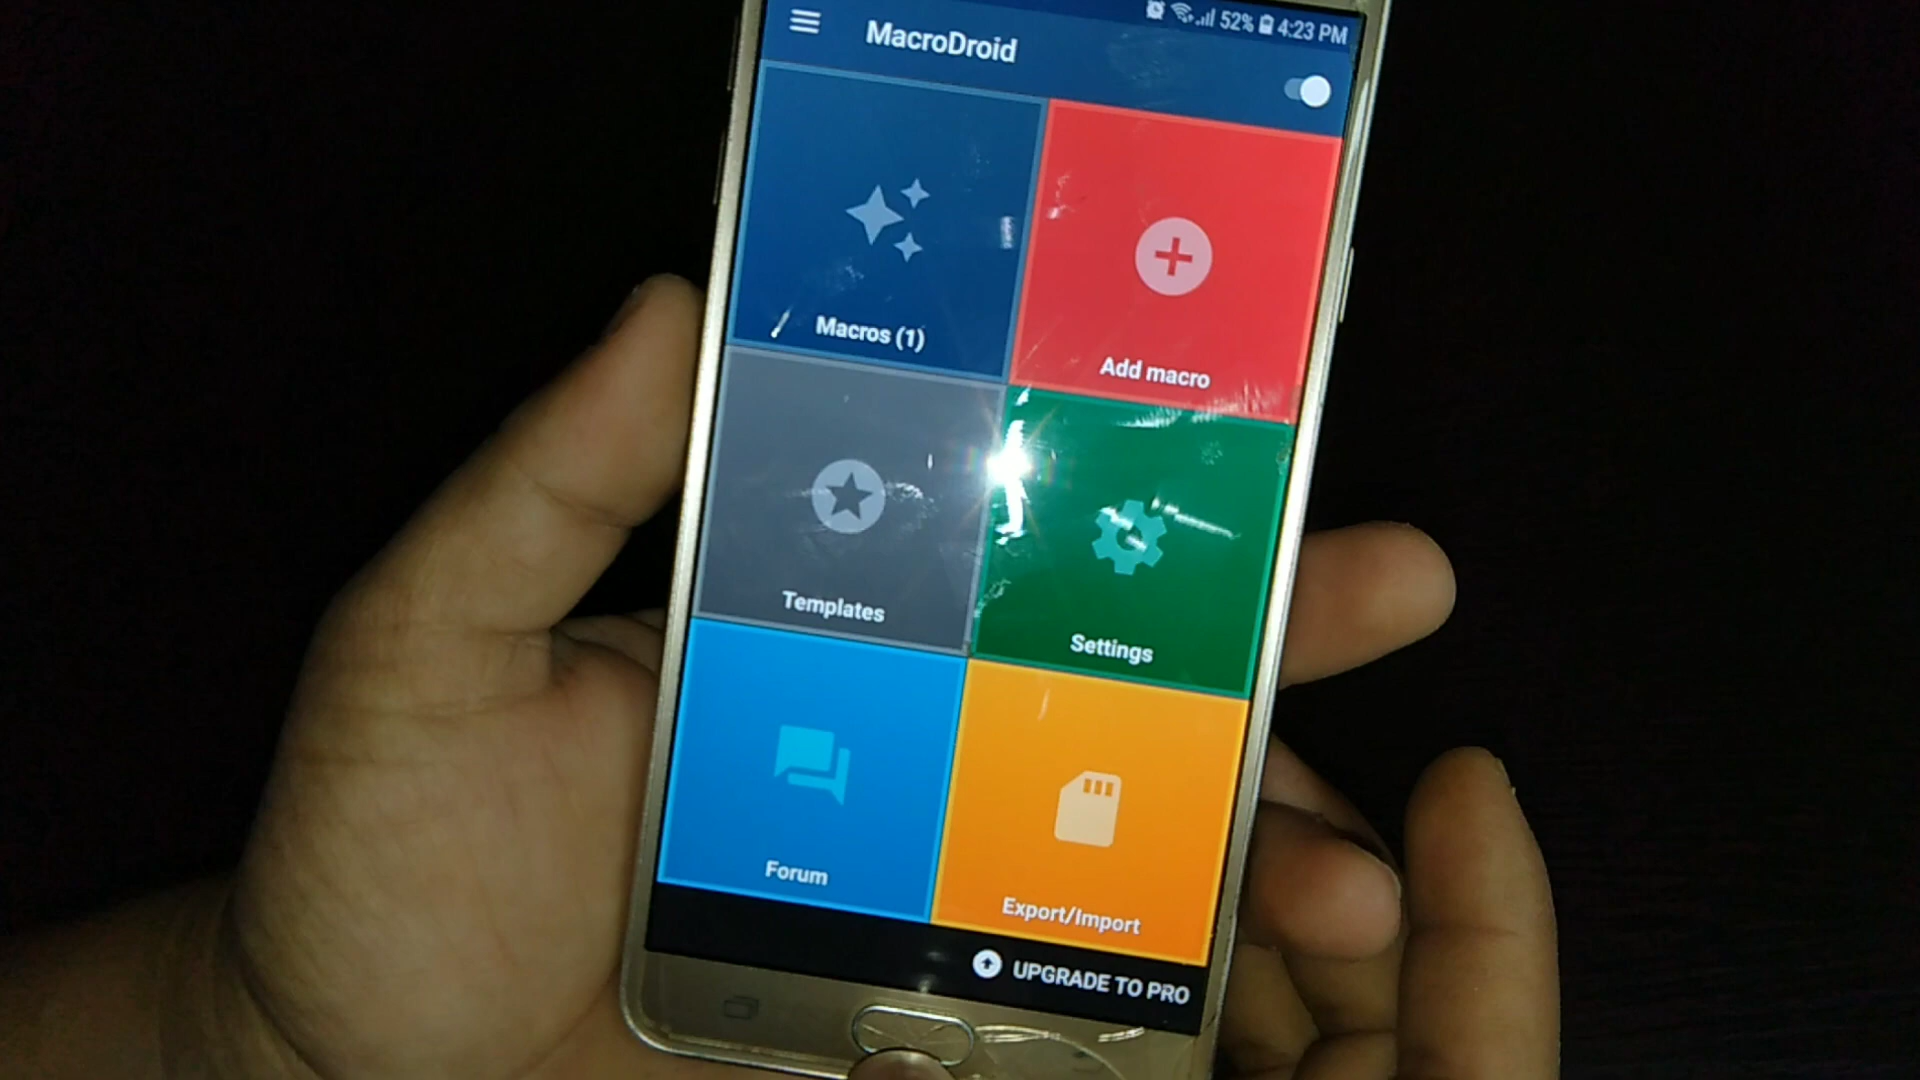 52% 4:23 PM
MacroDroid
Macros (1)
Add macro
Templates
Settings
Forum
Export/Import
UPGRADE TO PRO